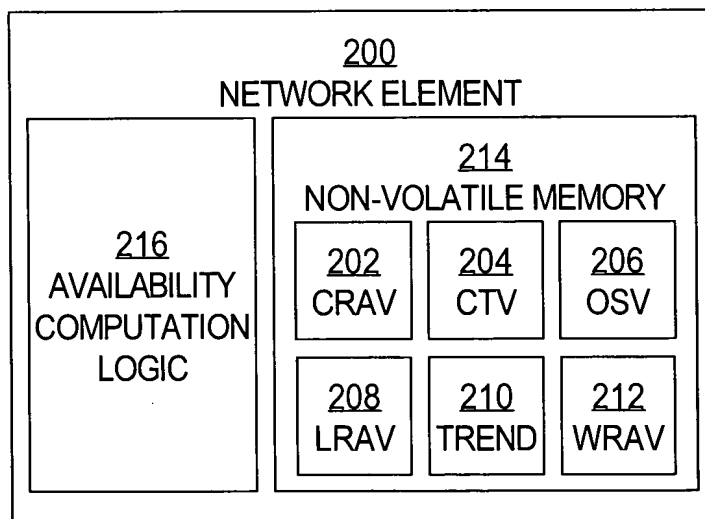 200
NETWORK ELEMENT
216
AVAILABILITY
COMPUTATION
LOGIC
214
NON-VOLATILE MEMORY
202
CRAV
204
CTV
206
OSV
208
LRAV
210
TREND
212
WRAV